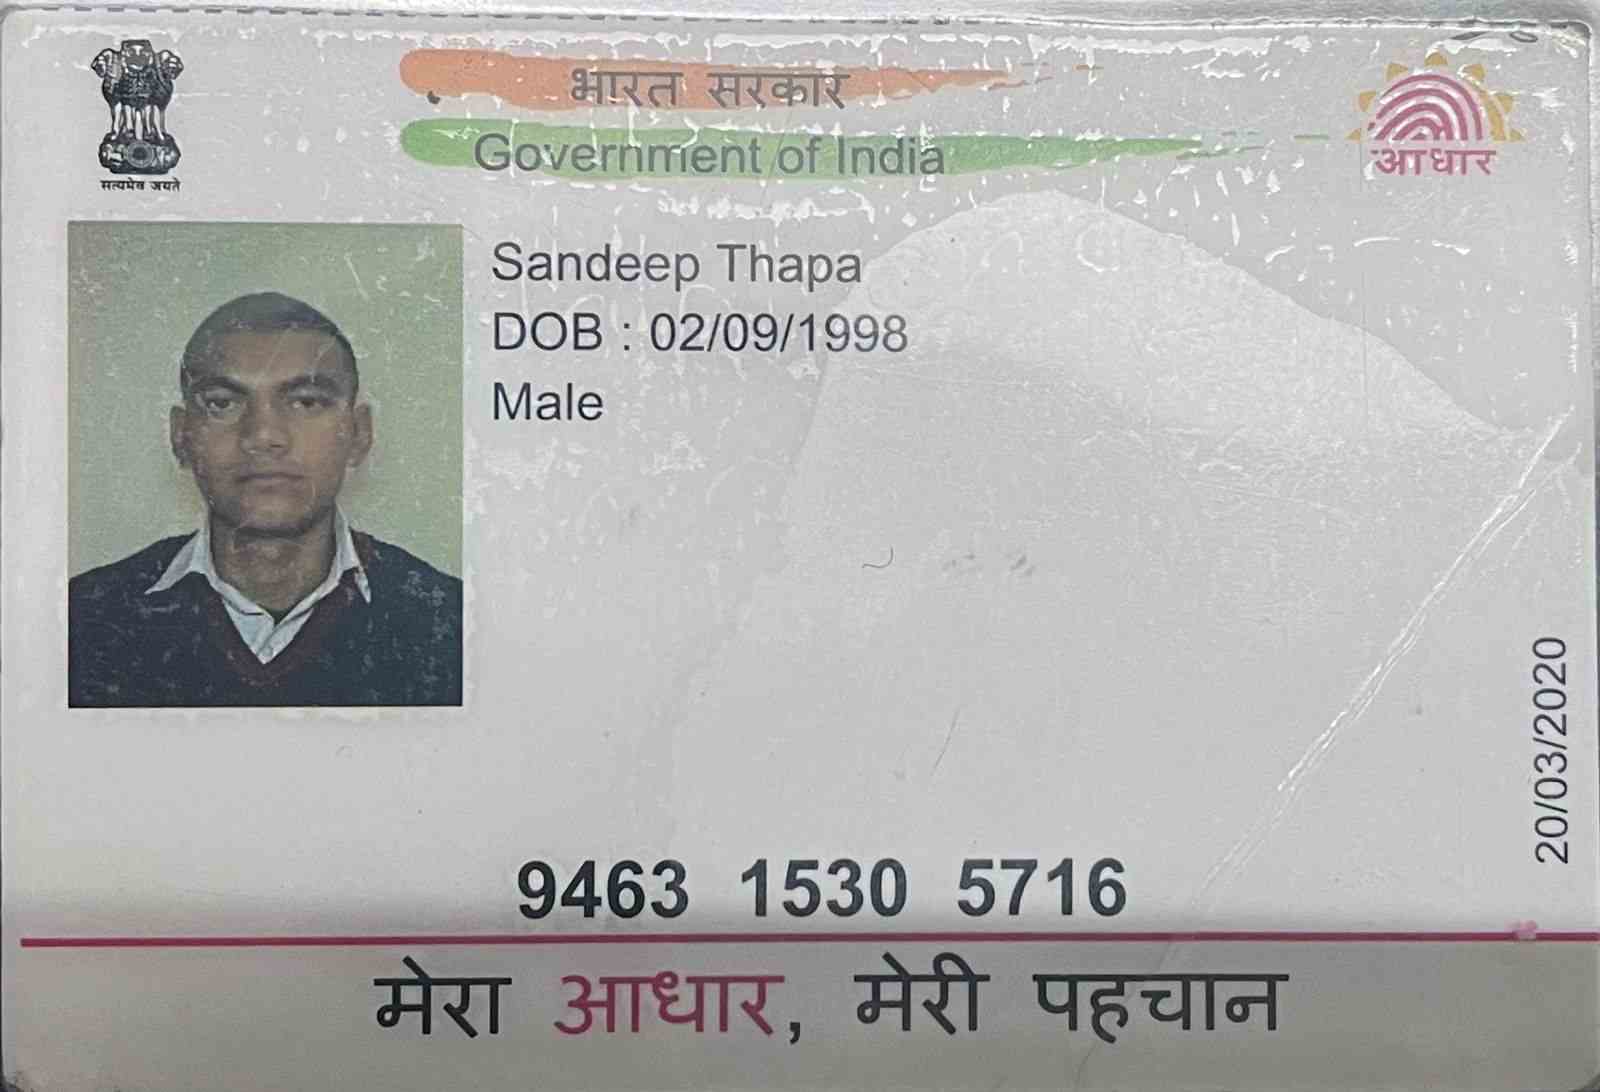 भारत सरकार
Government of India
सत्यमेव जयते
आधार
Sandeep Thapa
DOB : 02/09/1998
Male
20/03/2020
9463 1530 5716
मेरा आधार, मेरी पहचान